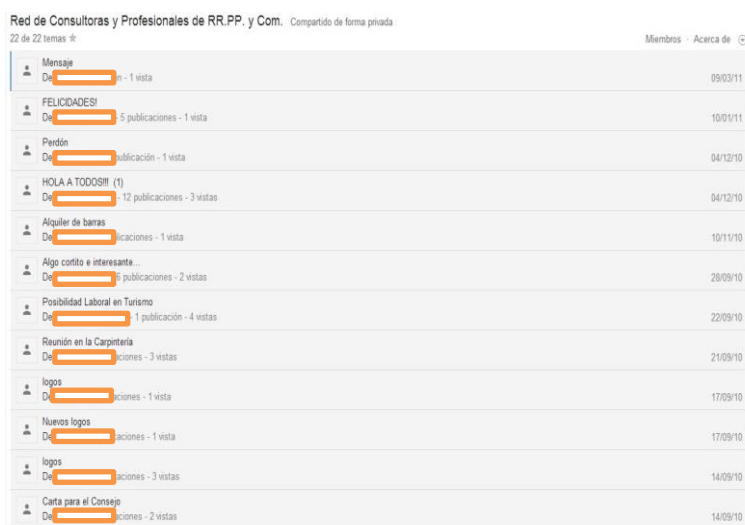 Red de Consultoras y Profesionales de RR.PP. y Com. Compartido de forma privada
22 de 22 temas Miembros · Acerca de
Mensaje
De - 1 vista 09/03/11
FELICIDADES!
De - 5 publicaciones - 1 vista 10/01/11
Perdón
De publicación - 1 vista 04/12/10
HOLA A TODOS!!! (1)
De - 12 publicaciones - 3 vistas 04/12/10
Alquiler de barras
De - 1 vista 10/11/10
Algo cortito e interesante...
De 6 publicaciones - 2 vistas 28/09/10
Posibilidad Laboral en Turismo
De - 1 publicación - 4 vistas 22/09/10
Reunión en la Carpintería
De - 3 vistas 21/09/10
logos
De - 1 vista 17/09/10
Nuevos logos
De - 1 vista 17/09/10
logos
De - 3 vistas 14/09/10
Carta para el Consejo
De - 2 vistas 14/09/10